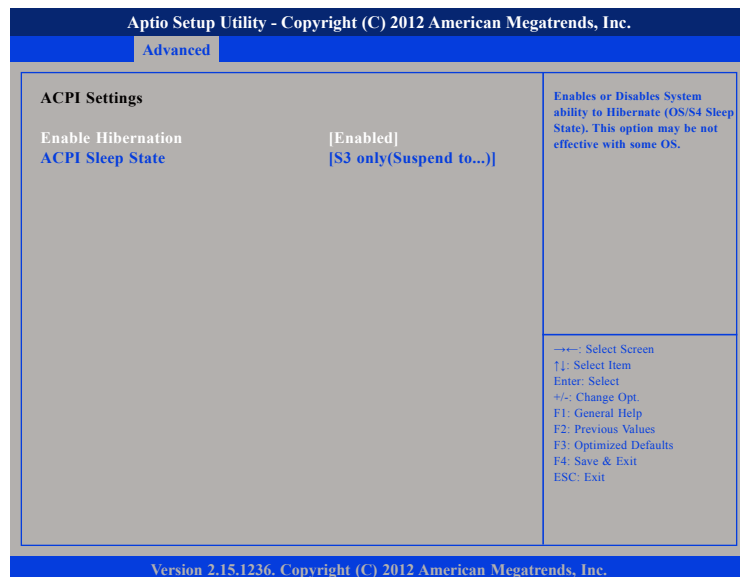 Aptio Setup Utility - Copyright (C) 2012 American Megatrends, Inc.
Advanced
ACPI Settings
Enable Hibernation [Enabled]
ACPI Sleep State [S3 only(Suspend to...)]
Enables or Disables System
ability to Hibernate (OS/S4 Sleep
State). This option may be not
effective with some OS.
→←: Select Screen
↑↓: Select Item
Enter: Select
+/-: Change Opt.
F1: General Help
F2: Previous Values
F3: Optimized Defaults
F4: Save & Exit
ESC: Exit
Version 2.15.1236. Copyright (C) 2012 American Megatrends, Inc.